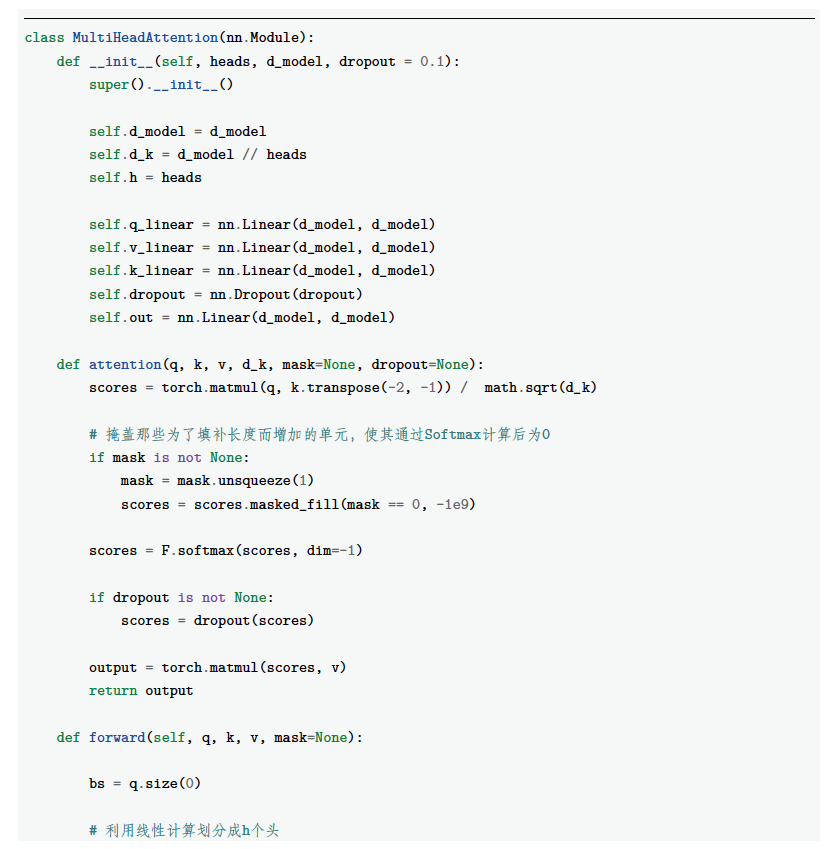 class MultiHeadAttention(nn.Module):
    def __init__(self, heads, d_model, dropout = 0.1):
        super().__init__()

        self.d_model = d_model
        self.d_k = d_model // heads
        self.h = heads

        self.q_linear = nn.Linear(d_model, d_model)
        self.v_linear = nn.Linear(d_model, d_model)
        self.k_linear = nn.Linear(d_model, d_model)
        self.dropout = nn.Dropout(dropout)
        self.out = nn.Linear(d_model, d_model)

    def attention(q, k, v, d_k, mask=None, dropout=None):
        scores = torch.matmul(q, k.transpose(-2, -1)) /  math.sqrt(d_k)

        # 掩盖那些为了填补长度而增加的单元，使其通过Softmax计算后为0
        if mask is not None:
            mask = mask.unsqueeze(1)
            scores = scores.masked_fill(mask == 0, -1e9)

        scores = F.softmax(scores, dim=-1)

        if dropout is not None:
            scores = dropout(scores)

        output = torch.matmul(scores, v)
        return output

    def forward(self, q, k, v, mask=None):

        bs = q.size(0)

        # 利用线性计算划分成h个头